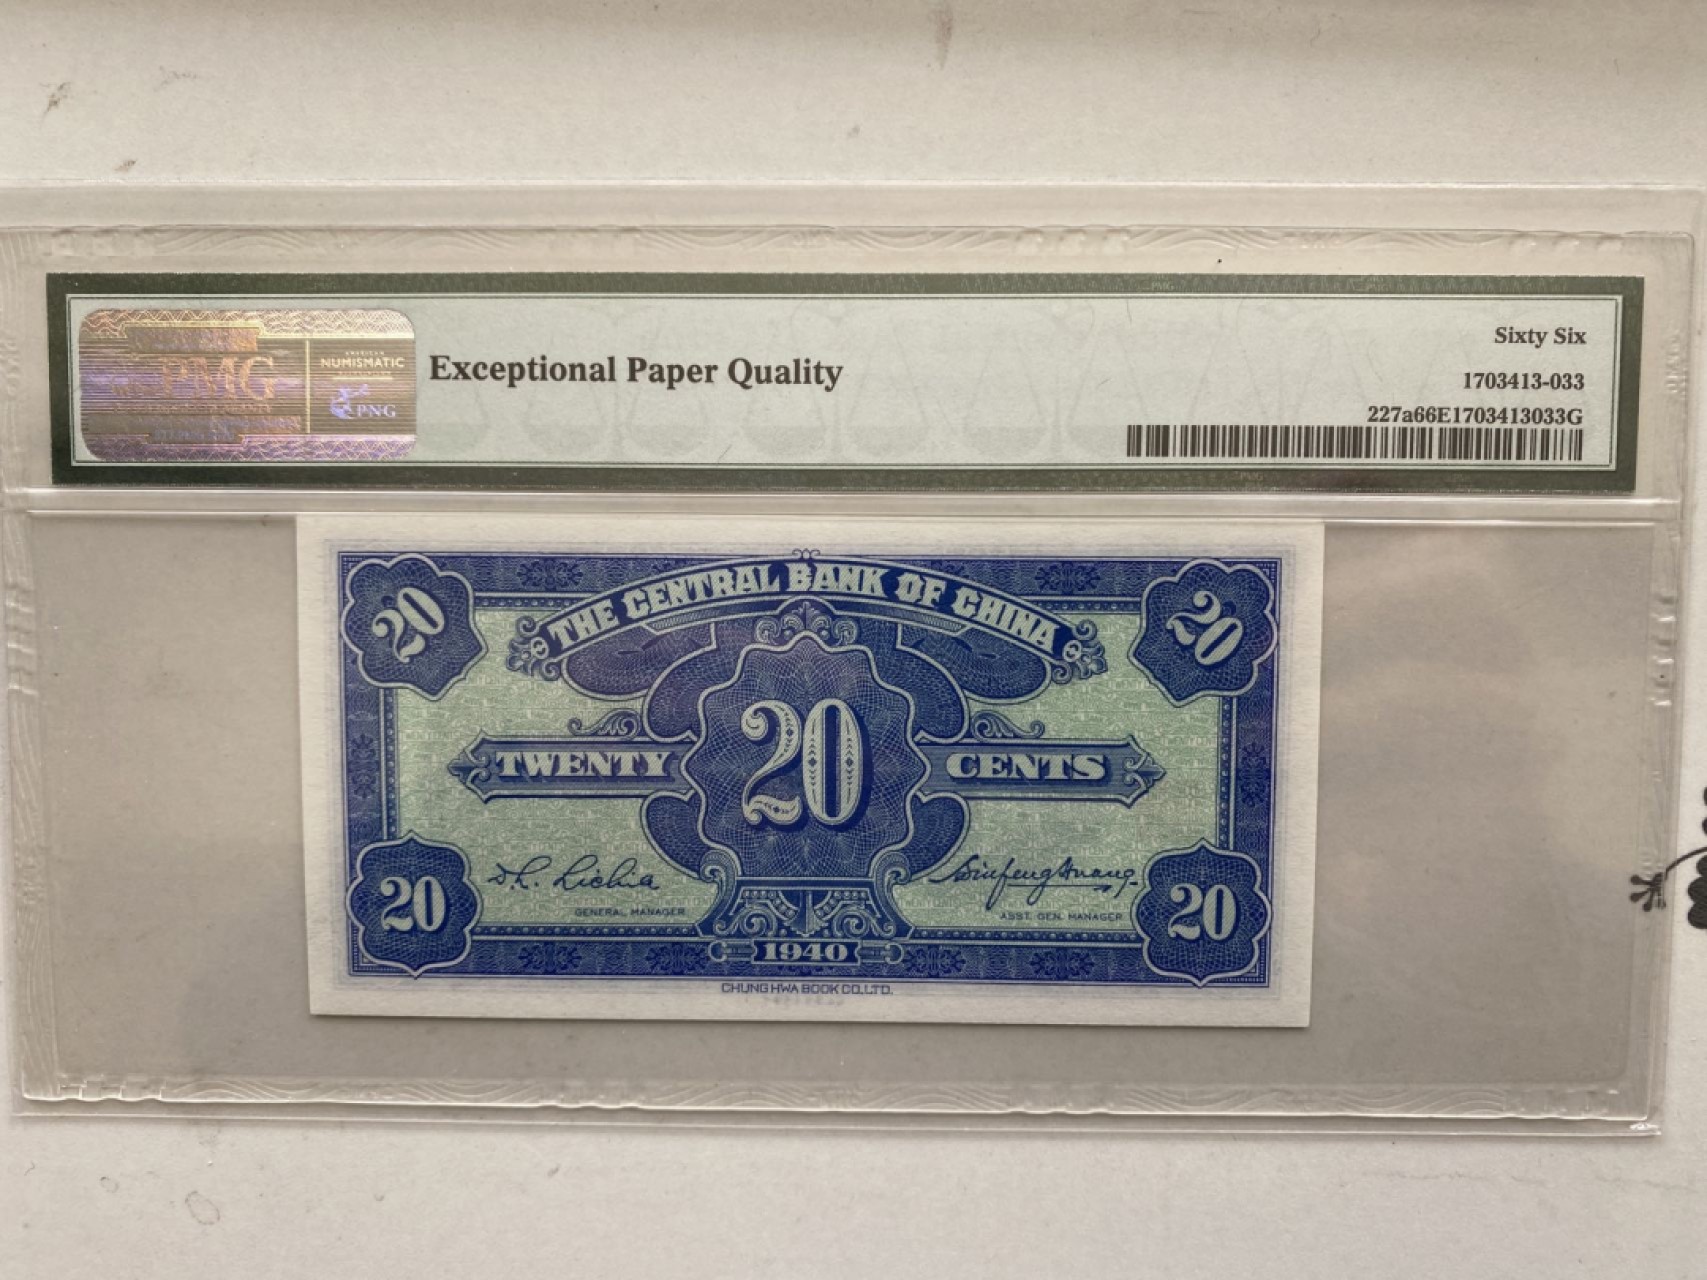 PMG
AMERICAN
NUMISMATIC
PNG
Exceptional Paper Quality
Sixty Six
1703413-033
227a66E1703413033G
THE CENTRAL BANK OF CHINA
20
20
20
TWENTY
CENTS
GENERAL MANAGER
ASST. GEN. MANAGER
20
20
1940
CHUNG HWA BOOK CO., LTD.